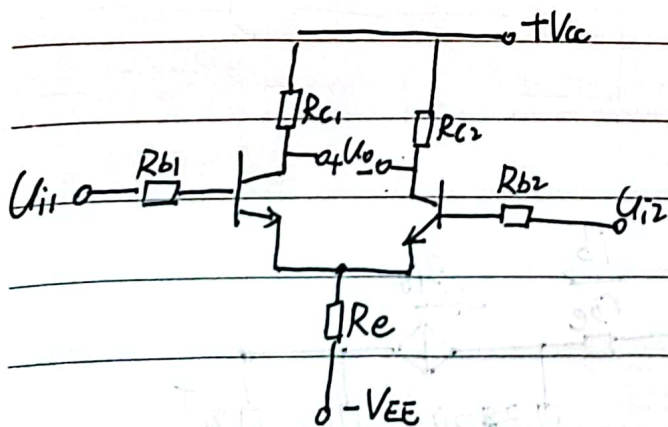 +Vcc
Rc1
Rc2
+ Uo -
Ui1
Rb1
Rb2
Ui2
Re
-VEE